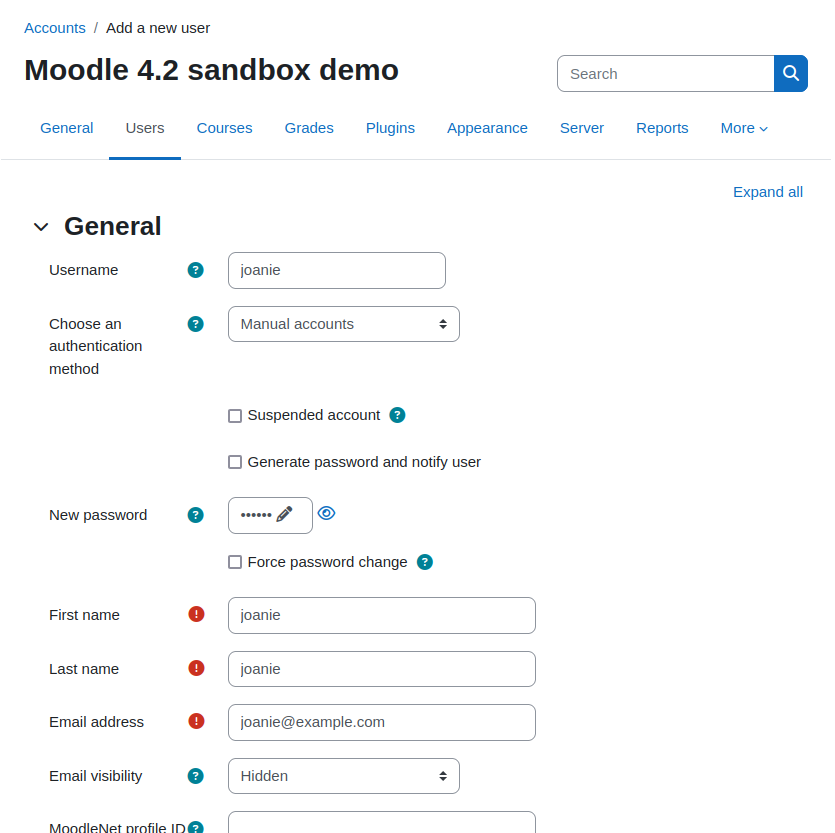 Accounts / Add a new user
Moodle 4.2 sandbox demo
Search
General Users Courses Grades Plugins Appearance Server Reports More
Expand all
General
Username
joanie
Choose an
authentication
method
Manual accounts
Suspended account
Generate password and notify user
New password
••••••
Force password change
First name
joanie
Last name
joanie
Email address
joanie@example.com
Email visibility
Hidden
MoodleNet profile ID